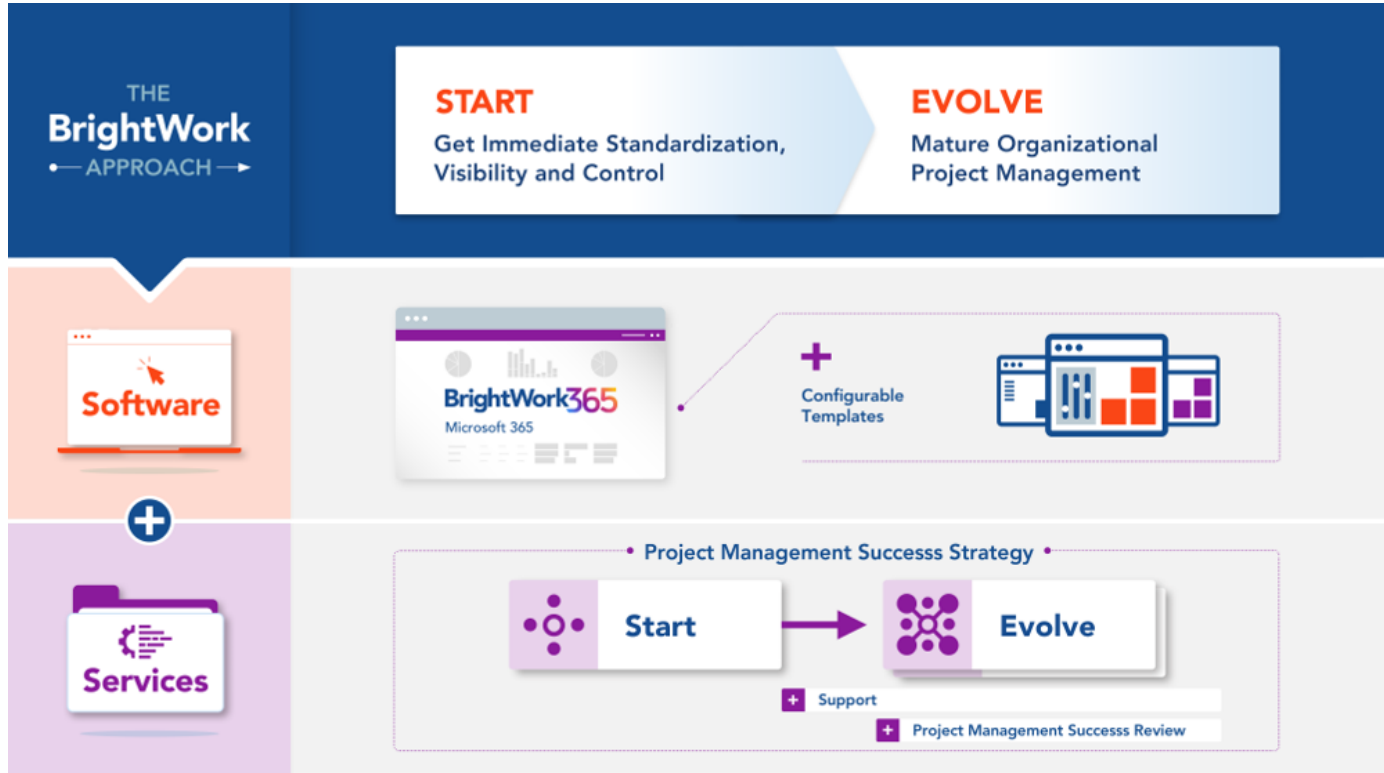 THE
BrightWork
APPROACH
START
Get Immediate Standardization,
Visibility and Control
EVOLVE
Mature Organizational
Project Management
Software
BrightWork365
Microsoft 365
Configurable
Templates
Services
Project Management Successs Strategy
Start
Evolve
Support
Project Management Successs Review